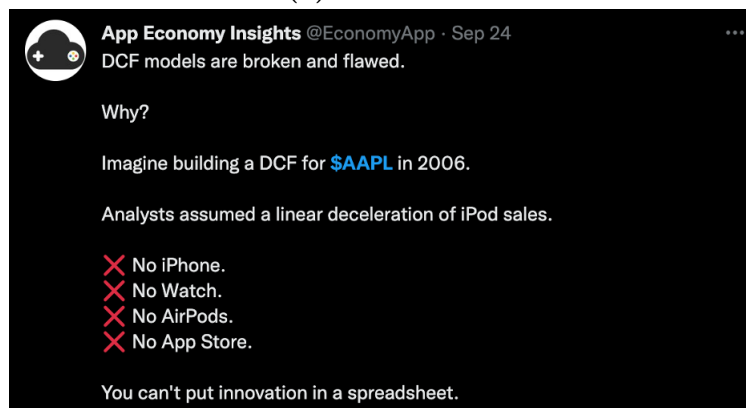 App Economy Insights @EconomyApp · Sep 24
DCF models are broken and flawed.
Why?
Imagine building a DCF for $AAPL in 2006.
Analysts assumed a linear deceleration of iPod sales.
❌ No iPhone.
❌ No Watch.
❌ No AirPods.
❌ No App Store.
You can't put innovation in a spreadsheet.